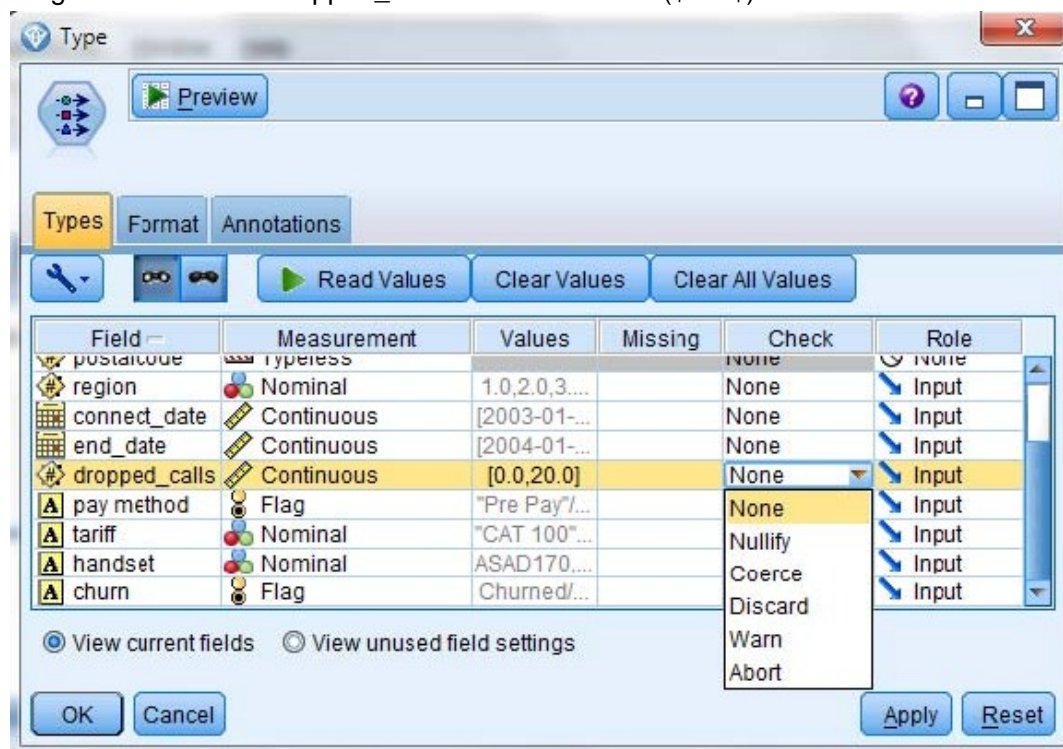 Type
Preview
Types Format Annotations
Read Values Clear Values Clear All Values
Field Measurement Values Missing Check Role
postalcode Typeless None None
region Nominal 1.0,2.0,3.... None Input
connect_date Continuous [2003-01-... None Input
end_date Continuous [2004-01-... None Input
dropped_calls Continuous [0.0,20.0] None Input
pay method Flag "Pre Pay"/... None Input
tariff Nominal "CAT 100"... Nullify Input
handset Nominal ASAD170,... Coerce Input
churn Flag Churned/... Discard Input
View current fields View unused field settings Warn
Abort
OK Cancel Apply Reset